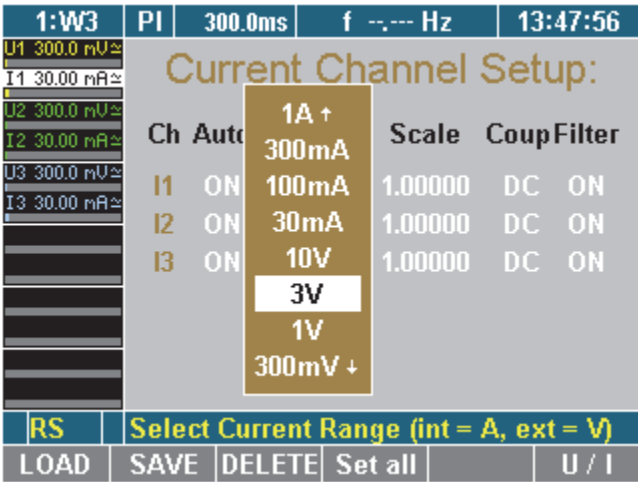 1:W3 PI 300.0ms f --.--- Hz 13:47:56
U1 300.0 mV≃
I1 30.00 mA≃
U2 300.0 mV≃
I2 30.00 mA≃
U3 300.0 mV≃
I3 30.00 mA≃
Current Channel Setup:
Ch Auto Scale Coup Filter
I1 ON 1.00000 DC ON
I2 ON 1.00000 DC ON
I3 ON 1.00000 DC ON
1A ↑
300mA
100mA
30mA
10V
3V
1V
300mV ↓
RS Select Current Range (int = A, ext = V)
LOAD SAVE DELETE Set all U / I